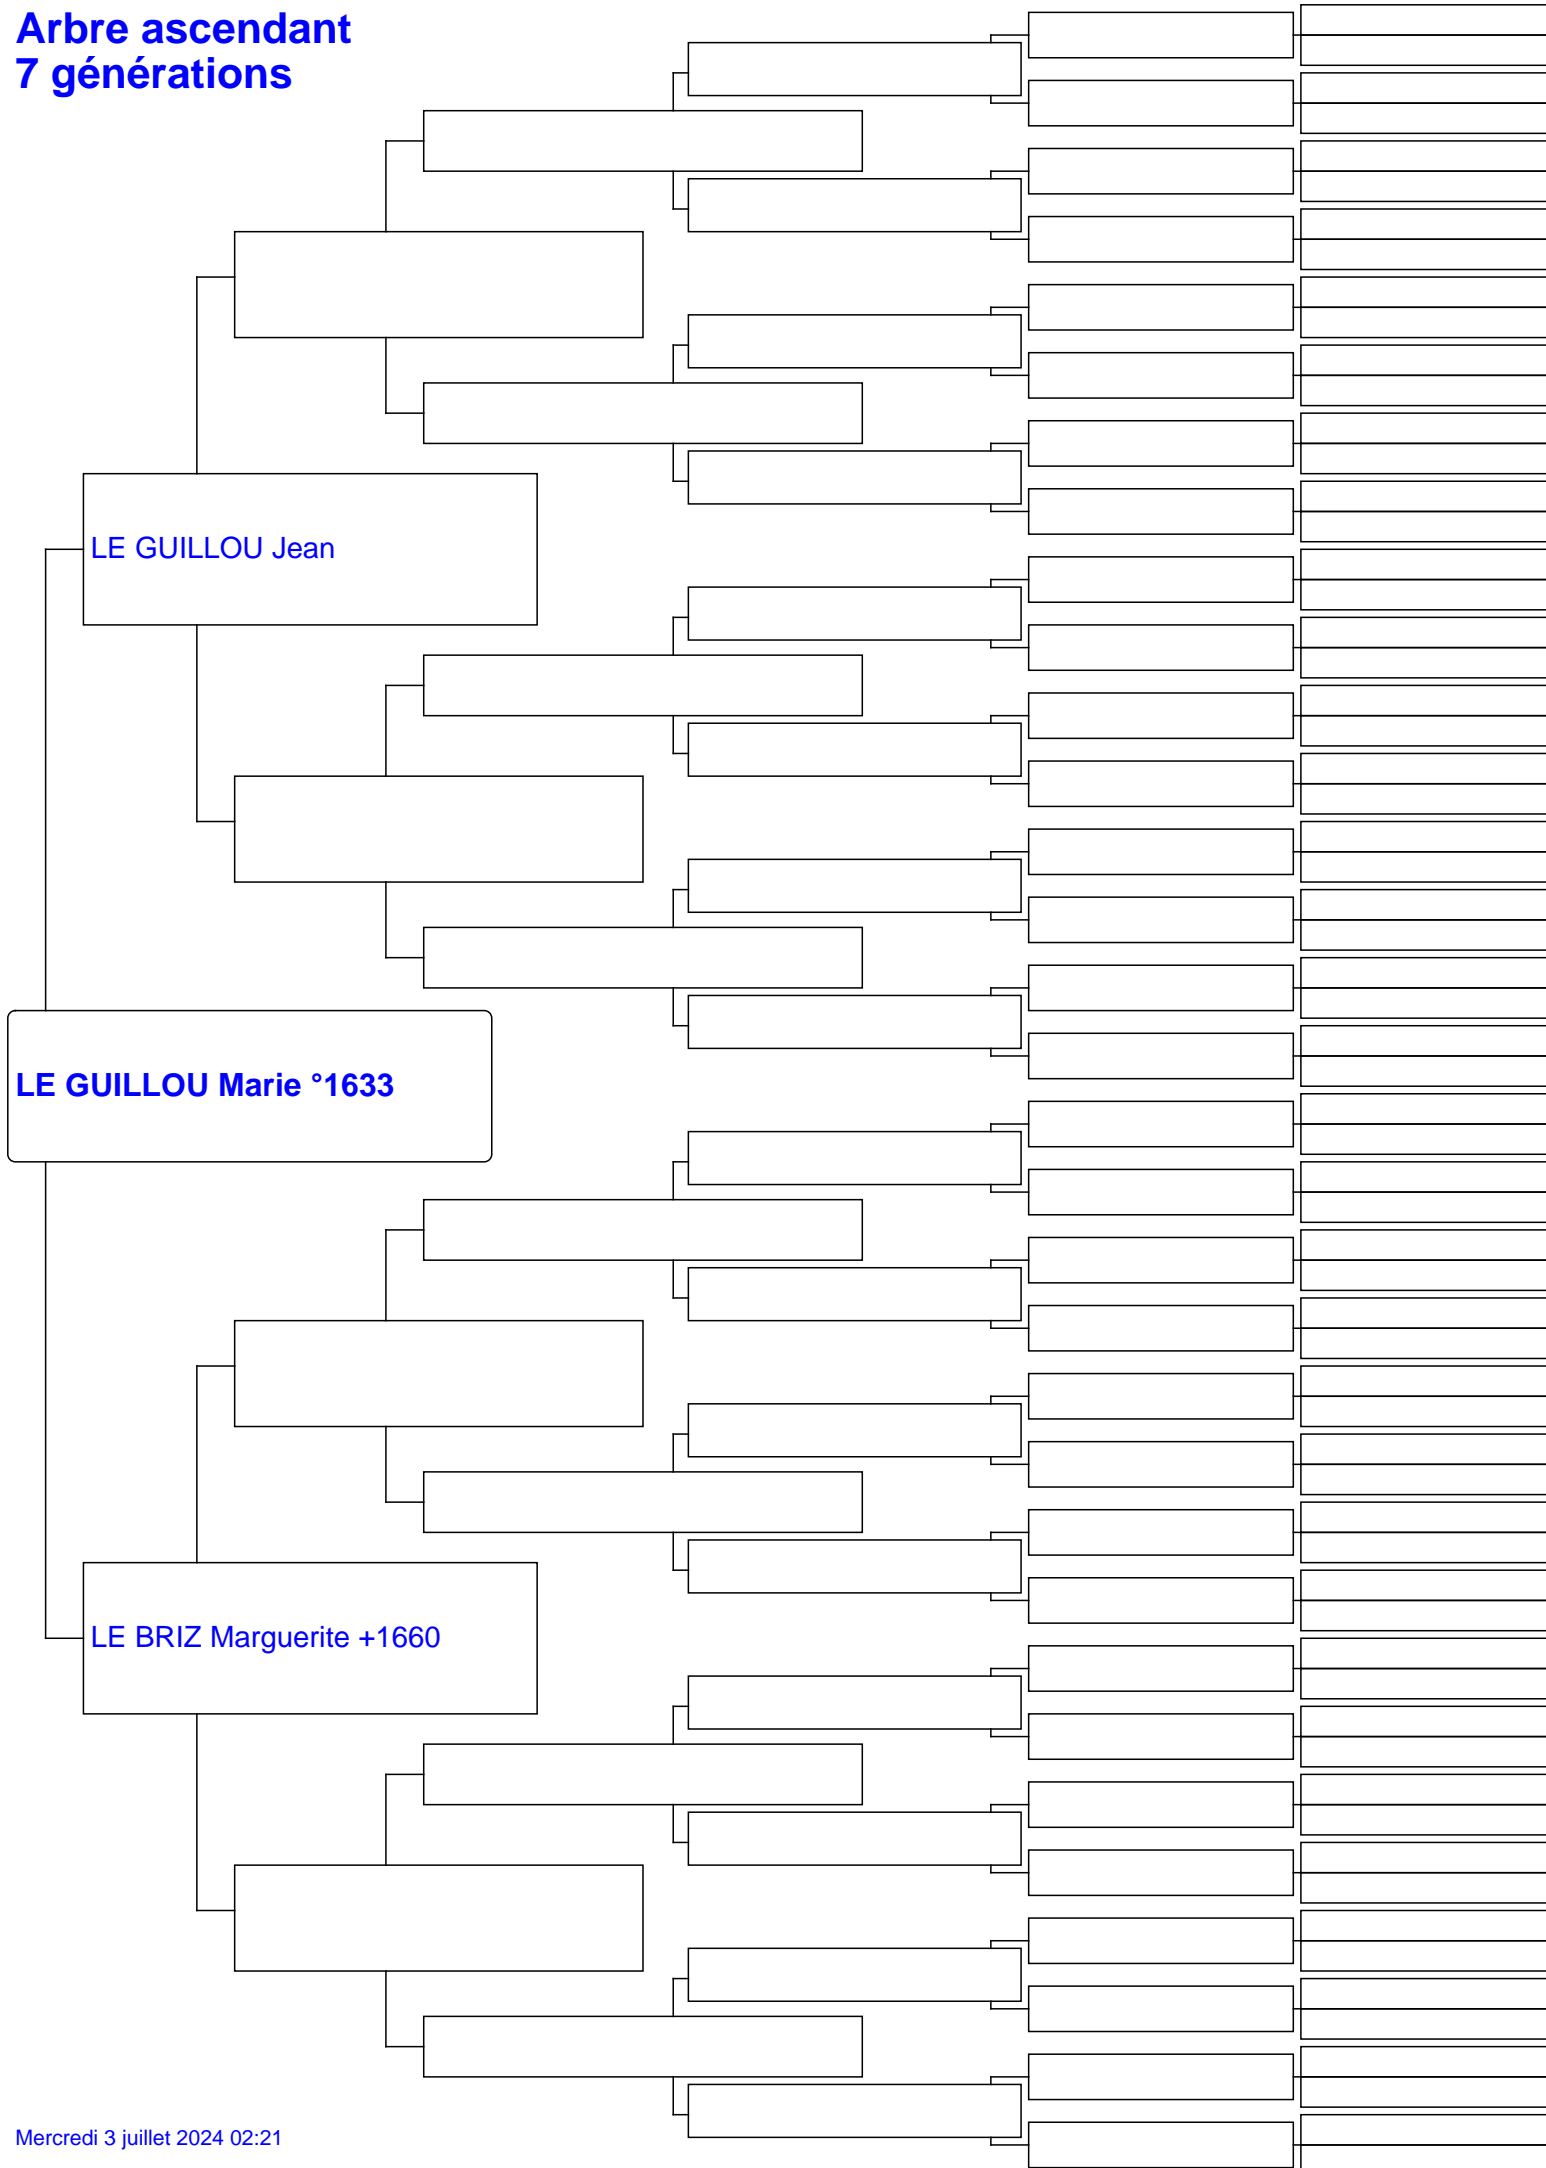 Arbre ascendant
7 générations
LE GUILLOU Jean
LE GUILLOU Marie °1633
LE BRIZ Marguerite +1660
Mercredi 3 juillet 2024 02:21